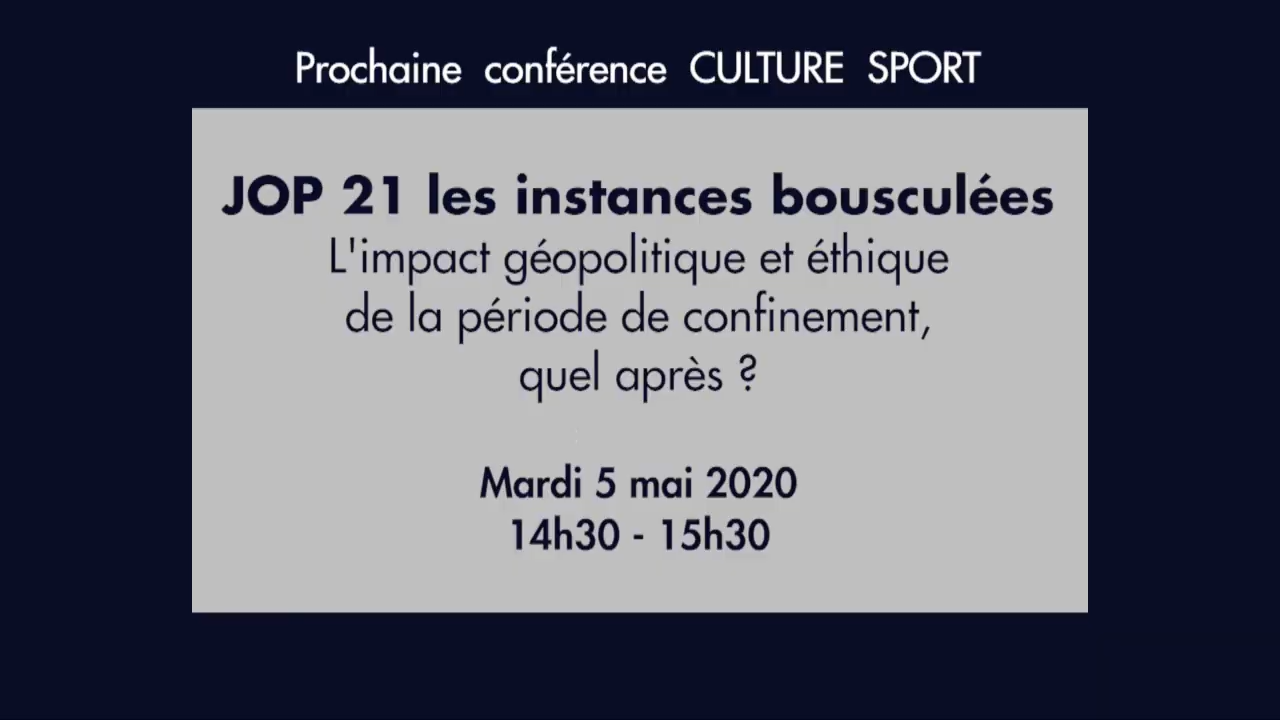 Prochaine conférence CULTURE SPORT
JOP 21 les instances bousculées
L'impact géopolitique et éthique
de la période de confinement,
quel après ?
Mardi 5 mai 2020
14h30 - 15h30